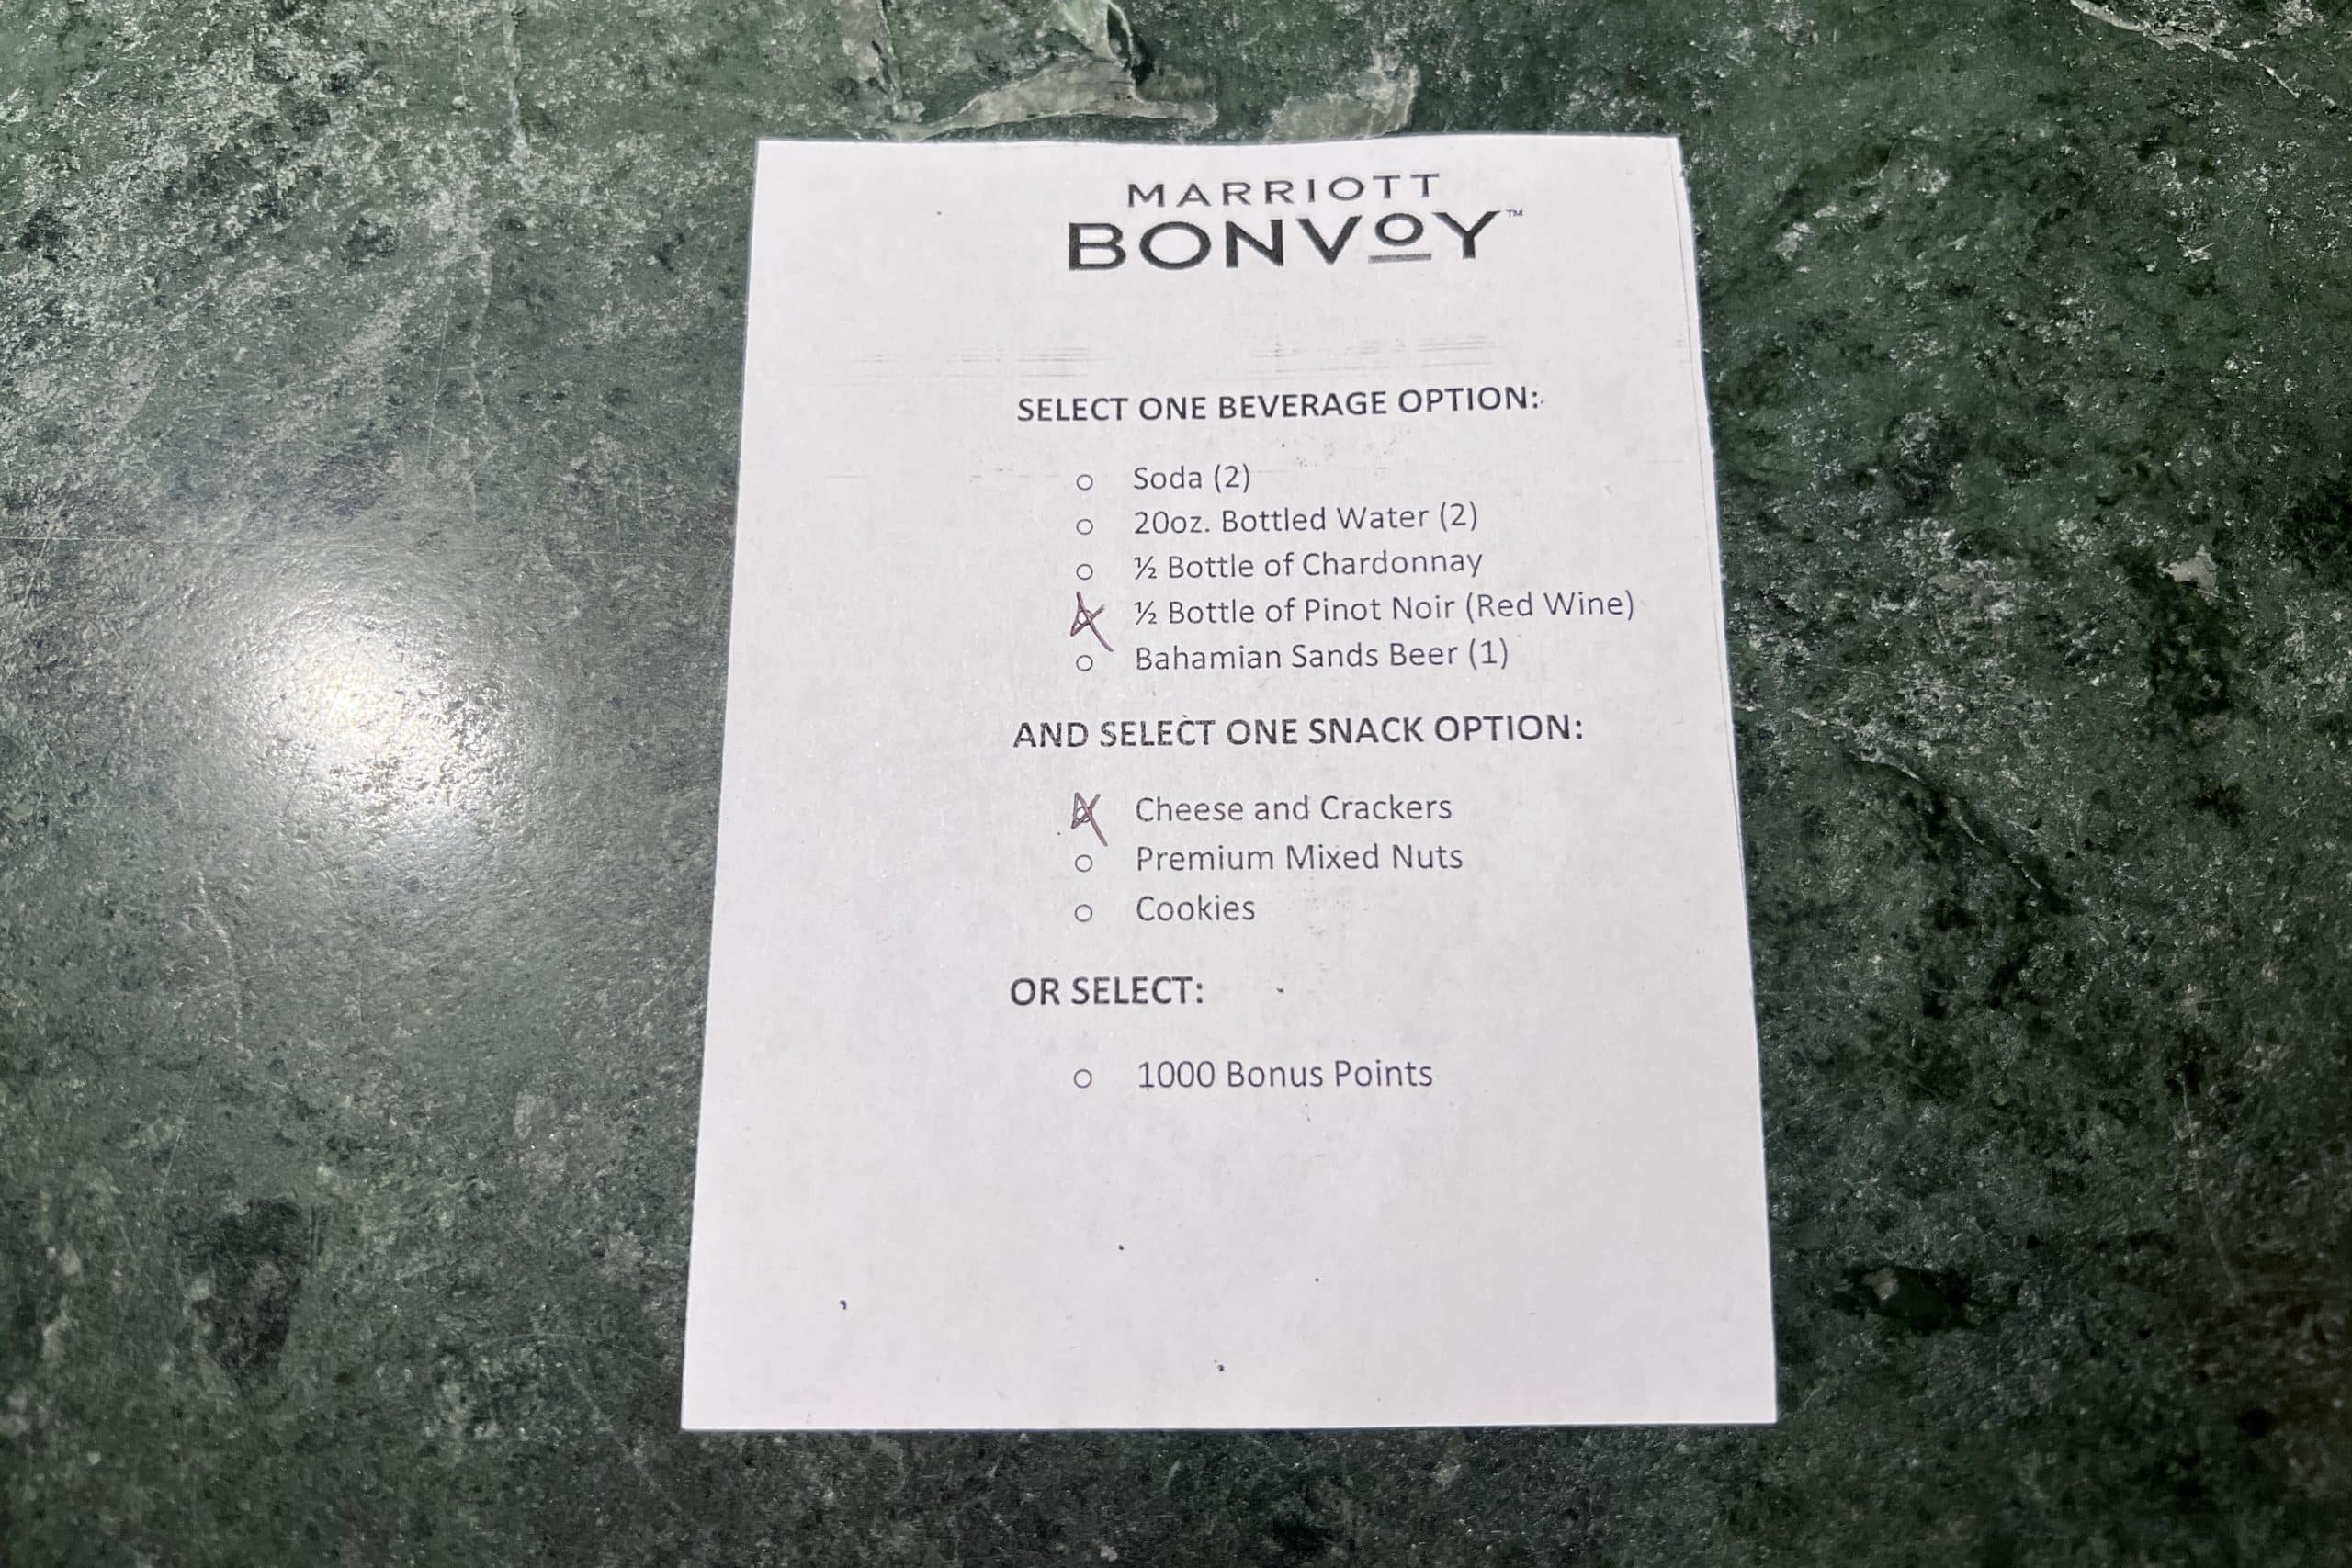 MARRIOTT
BONVOY™
SELECT ONE BEVERAGE OPTION:
Soda (2)
20oz. Bottled Water (2)
½ Bottle of Chardonnay
½ Bottle of Pinot Noir (Red Wine)
Bahamian Sands Beer (1)
AND SELECT ONE SNACK OPTION:
Cheese and Crackers
Premium Mixed Nuts
Cookies
OR SELECT:
1000 Bonus Points